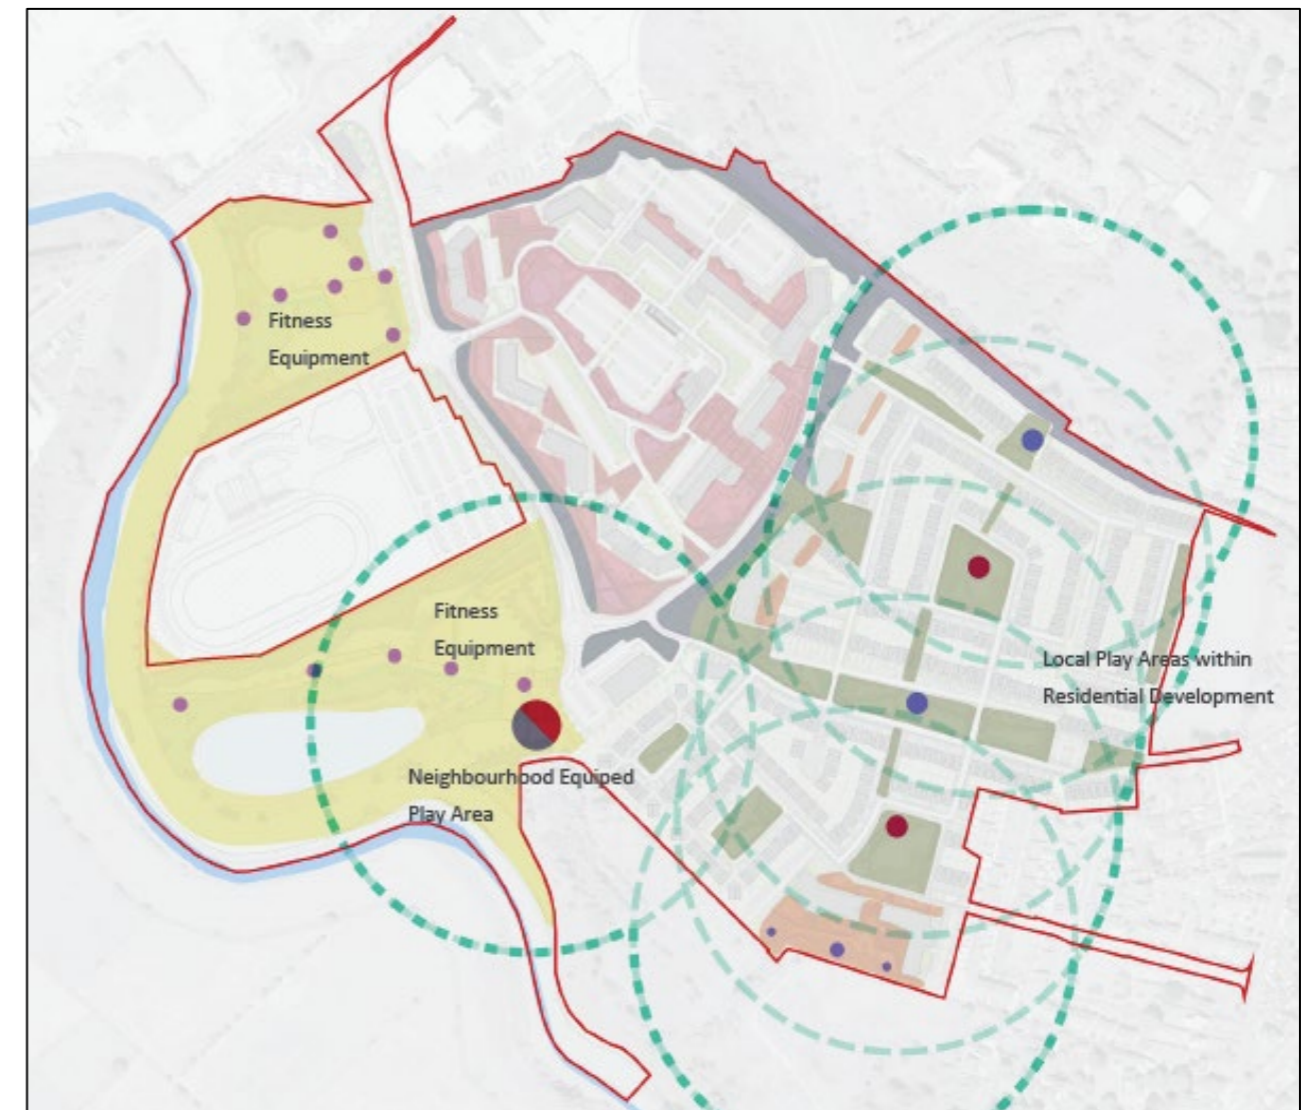 Fitness
Equipment
Fitness
Equipment
Local Play Areas within
Residential Development
Neighbourhood Equiped
Play Area